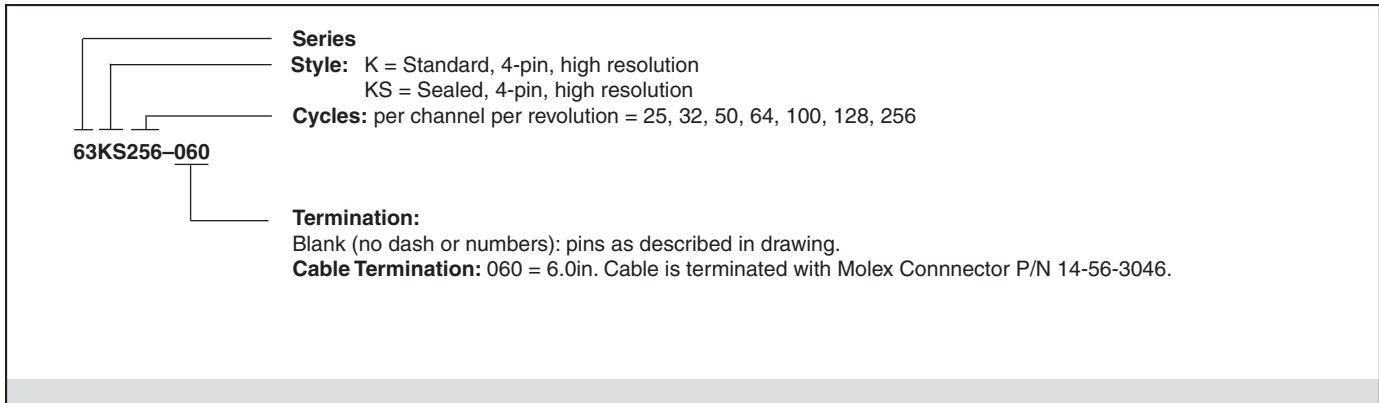 Series
Style: K = Standard, 4-pin, high resolution
KS = Sealed, 4-pin, high resolution
Cycles: per channel per revolution = 25, 32, 50, 64, 100, 128, 256
63KS256–060
Termination:
Blank (no dash or numbers): pins as described in drawing.
Cable Termination: 060 = 6.0in. Cable is terminated with Molex Connnector P/N 14-56-3046.